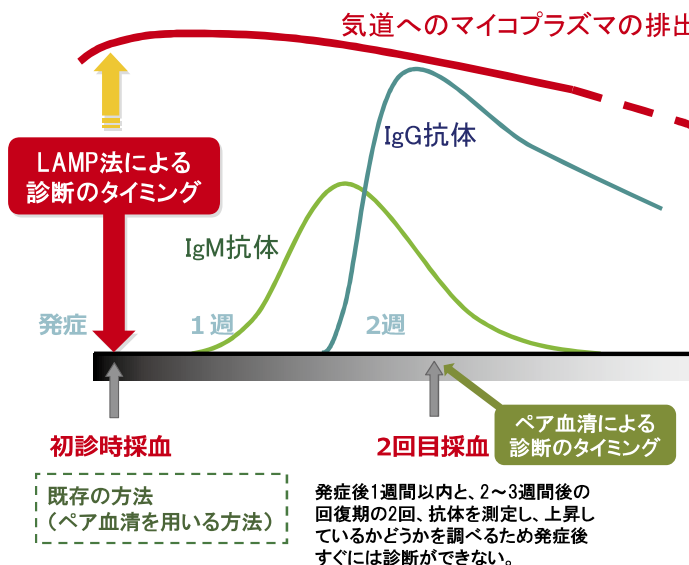 気道へのマイコプラズマの排出
IgG抗体
LAMP法による
診断のタイミング
IgM抗体
発症
1週
2週
ペア血清による
診断のタイミング
初診時採血
2回目採血
既存の方法
（ペア血清を用いる方法）
発症後1週間以内と、2～3週間後の
回復期の2回、抗体を測定し、上昇し
ているかどうかを調べるため発症後
すぐには診断ができない。